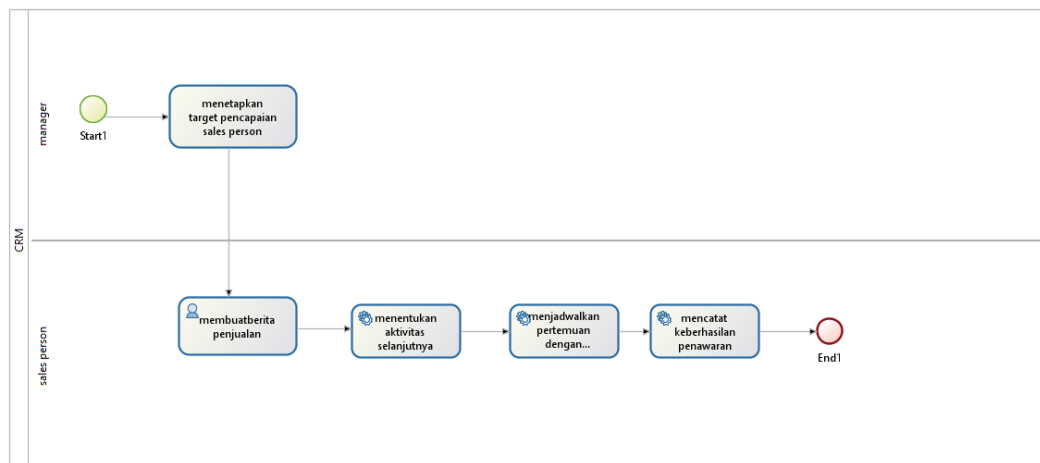 CRM
manager
Start1
menetapkan
target pencapaian
sales person
sales person
membuatberita
penjualan
menentukan
aktivitas
selanjutnya
menjadwalkan
pertemuan
dengan...
mencatat
keberhasilan
penawaran
End1